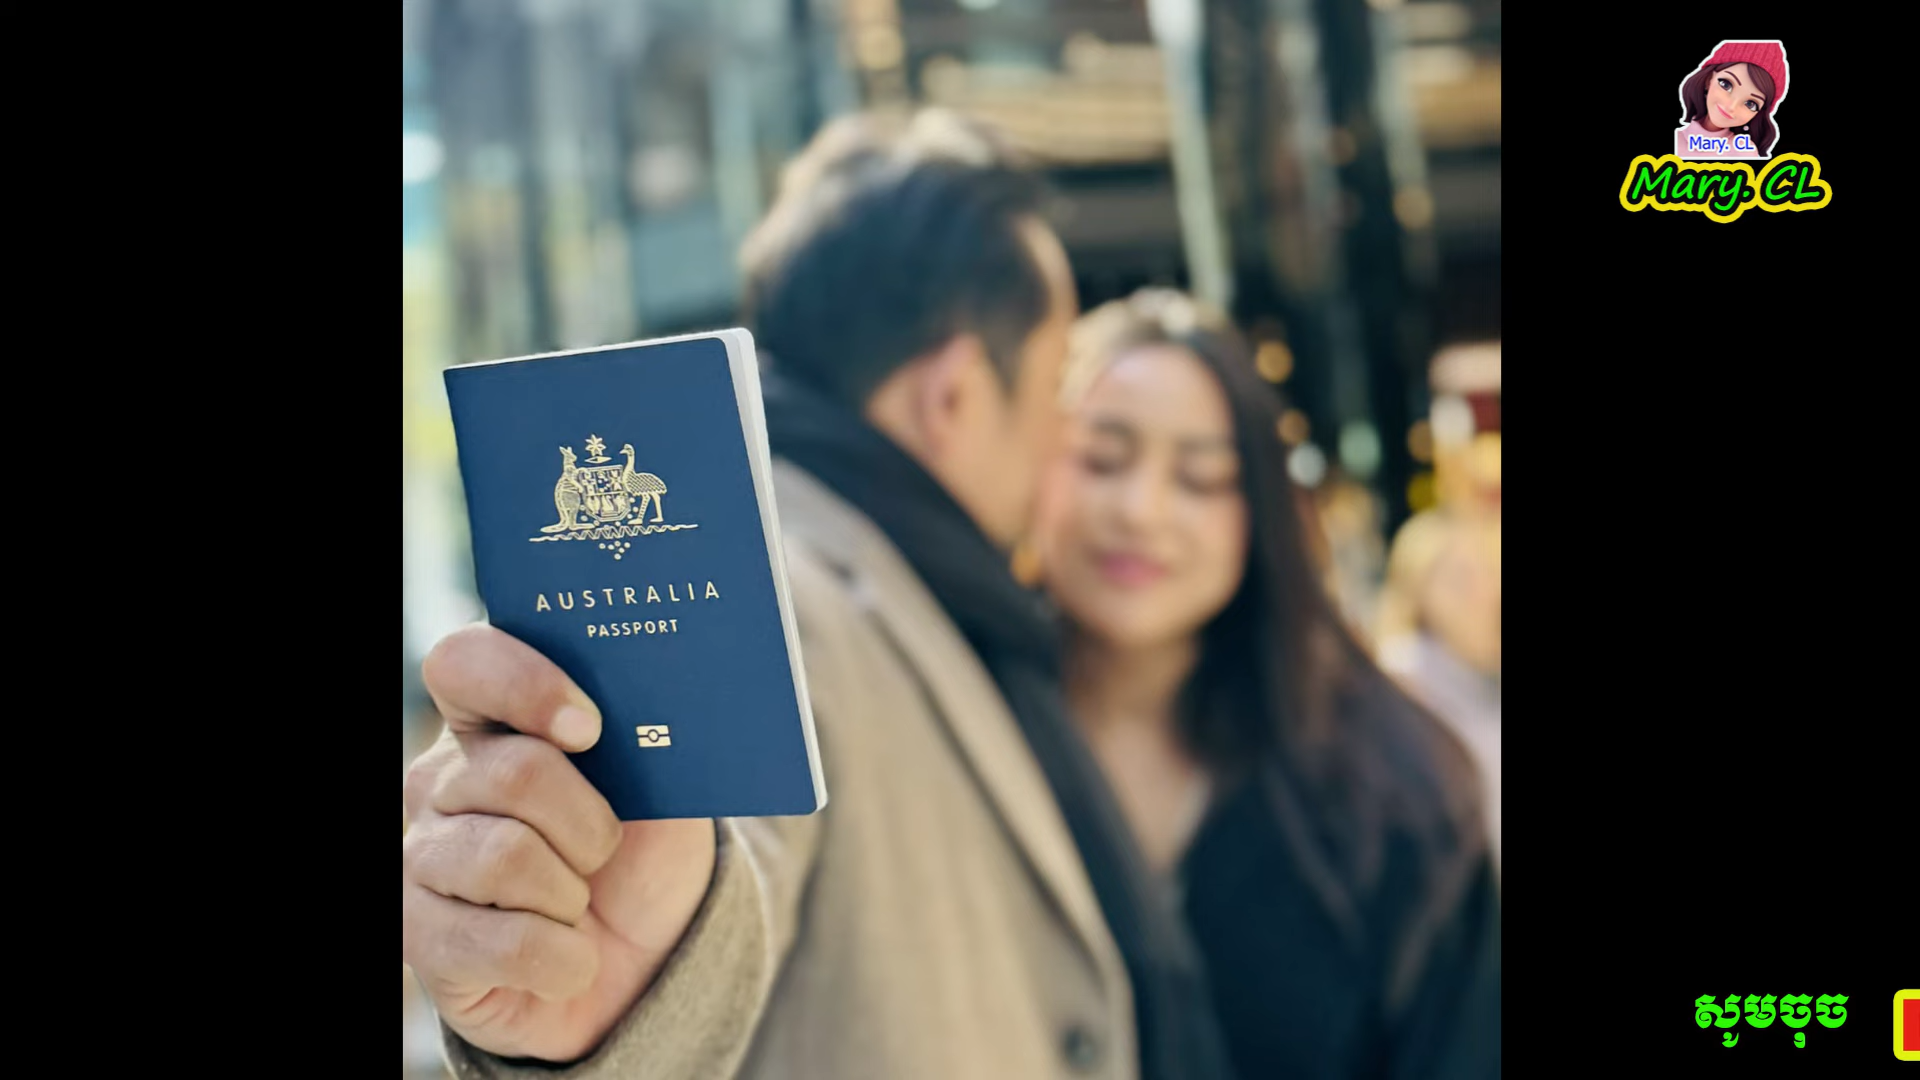 Mary. CL
Mary. CL
AUSTRALIA
PASSPORT
សូមចុច